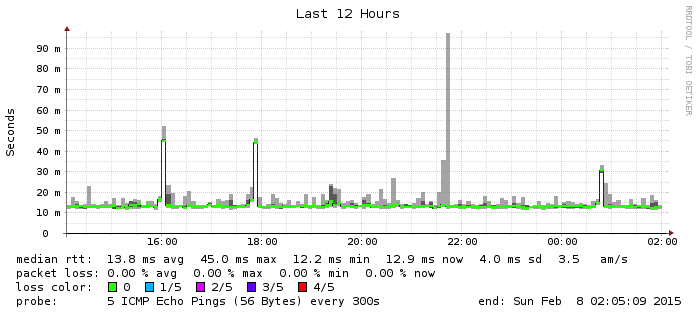 Last 12 Hours
RRDTOOL / TOBI OETIKER
Seconds
90 m
80 m
70 m
60 m
50 m
40 m
30 m
20 m
10 m
0
16:00 18:00 20:00 22:00 00:00 02:00
median rtt: 13.8 ms avg 45.0 ms max 12.2 ms min 12.9 ms now 4.0 ms sd 3.5 am/s
packet loss: 0.00 % avg 0.00 % max 0.00 % min 0.00 % now
loss color: 0 1/5 2/5 3/5 4/5
probe: 5 ICMP Echo Pings (56 Bytes) every 300s end: Sun Feb 8 02:05:09 2015